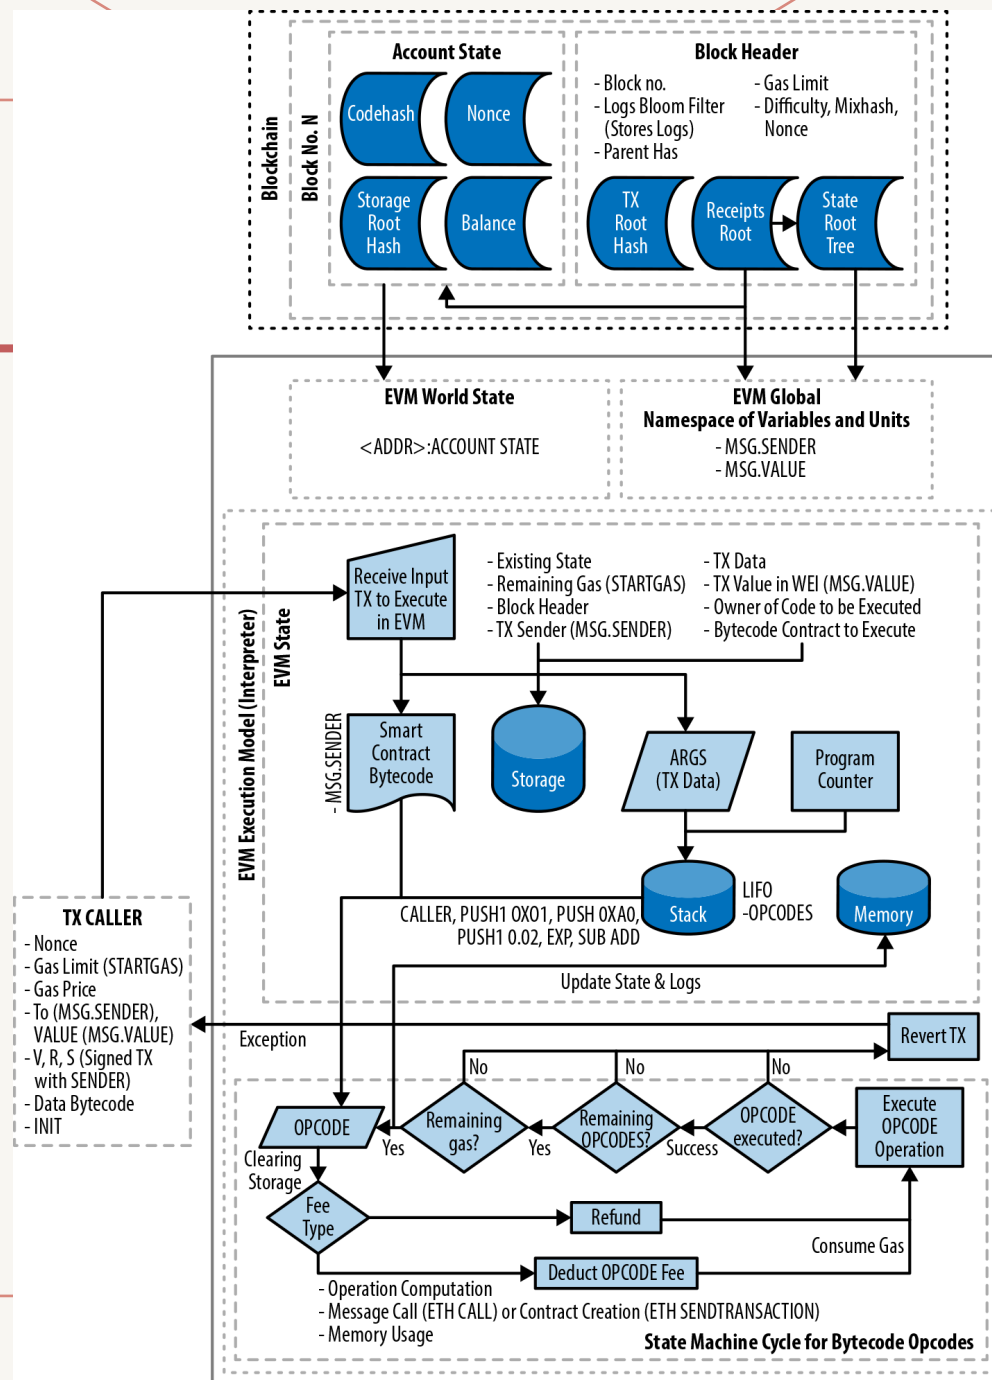 Blockchain
Block No. N
Account State
Codehash
Nonce
Storage
Root
Hash
Balance
Block Header
- Block no.
- Logs Bloom Filter
(Stores Logs)
- Parent Has
- Gas Limit
- Difficulty, Mixhash,
Nonce
TX
Root
Hash
Receipts
Root
State
Root
Tree
EVM World State
<ADDR>:ACCOUNT STATE
EVM Global
Namespace of Variables and Units
- MSG.SENDER
- MSG.VALUE
EVM Execution Model (Interpreter)
EVM State
Receive Input
TX to Execute
in EVM
- Existing State
- Remaining Gas (STARTGAS)
- Block Header
- TX Sender (MSG.SENDER)
- TX Data
- TX Value in WEI (MSG.VALUE)
- Owner of Code to be Executed
- Bytecode Contract to Execute
- MSG.SENDER
Smart
Contract
Bytecode
Storage
ARGS
(TX Data)
Program
Counter
Stack
LIFO
-OPCODES
Memory
CALLER, PUSH1 0X01, PUSH 0XA0,
PUSH1 0.02, EXP, SUB ADD
Update State & Logs
TX CALLER
- Nonce
- Gas Limit (STARTGAS)
- Gas Price
- To (MSG.SENDER),
VALUE (MSG.VALUE)
- V, R, S (Signed TX
with SENDER)
- Data Bytecode
- INIT
Exception
Revert TX
No
No
No
OPCODE
Yes
Remaining
gas?
Yes
Remaining
OPCODES?
Success
OPCODE
executed?
Execute
OPCODE
Operation
Clearing
Storage
Fee
Type
Refund
Consume Gas
Deduct OPCODE Fee
- Operation Computation
- Message Call (ETH CALL) or Contract Creation (ETH SENDTRANSACTION)
- Memory Usage
State Machine Cycle for Bytecode Opcodes